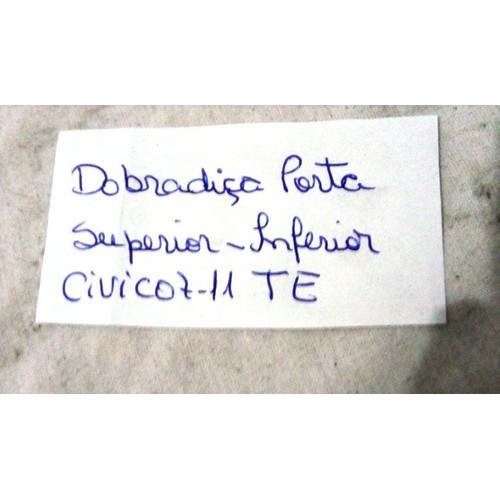 Dobradiça Porta
Superior-Inferior
Civic07-11 TE